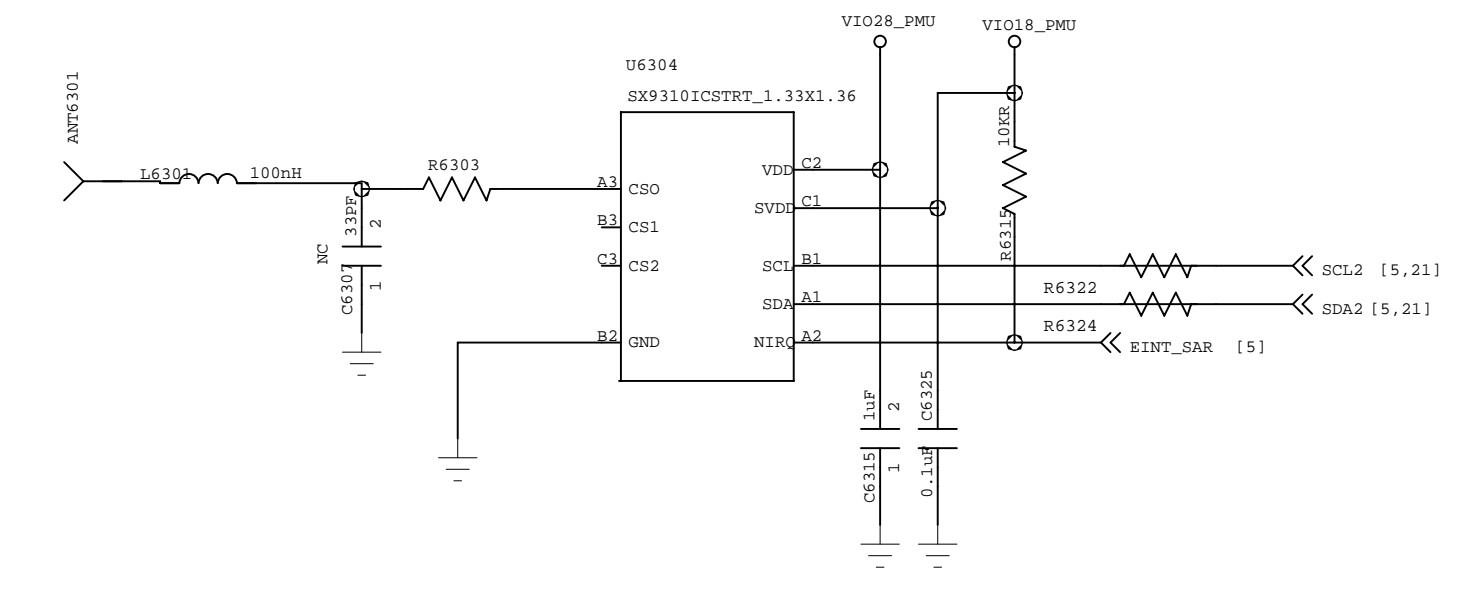 VIO28_PMU
VIO18_PMU
U6304
SX9310ICSTRT_1.33X1.36
ANT6301
L6301
100nH
R6303
33PF
2
NC
C6307
1
A3
CS0
B3
CS1
C3
CS2
B2
GND
VDD
C2
SVDD
C1
SCL
B1
SDA
A1
NIRQ
A2
10KR
R6315
R6322
SCL2 [5,21]
R6324
SDA2 [5,21]
EINT_SAR [5]
1uF
2
C6315
1
C6325
0.1uF